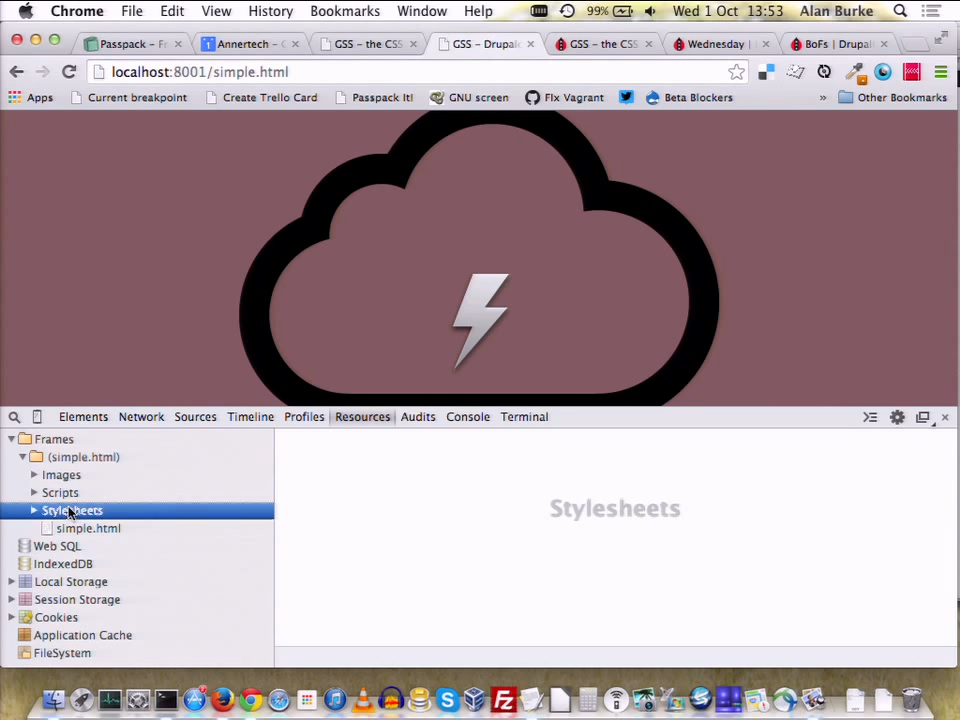 Chrome File Edit View History Bookmarks Window Help 99% Wed 1 Oct 13:53 Alan Burke
Passpack – Fr Annertech - C GSS – the CSS GSS – Drupal GSS – the CSS Wednesday | BoFs | Drupal
localhost:8001/simple.html
Apps Current breakpoint Create Trello Card Passpack It! GNU screen Flx Vagrant Beta Blockers » Other Bookmarks
Elements Network Sources Timeline Profiles Resources Audits Console Terminal
Frames
(simple.html)
Images
Scripts
Stylesheets
Stylesheets
simple.html
Web SQL
IndexedDB
Local Storage
Session Storage
Cookies
Application Cache
FileSystem